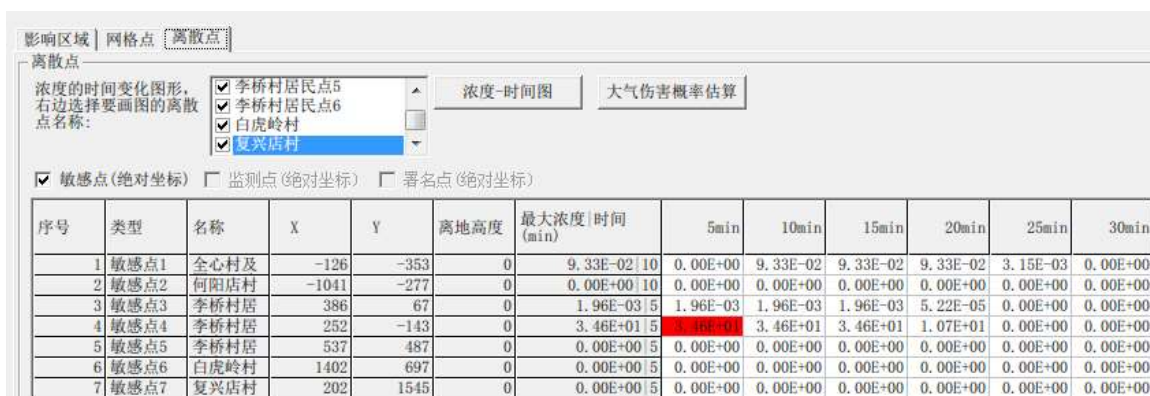 影响区域 网格点 离散点
离散点
浓度的时间变化图形,
右边选择要画图的离散
点名称:
李桥村居民点5
李桥村居民点6
白虎岭村
复兴店村
浓度-时间图 大气伤害概率估算
敏感点(绝对坐标) 监测点(绝对坐标) 署名点(绝对坐标)
序号 类型 名称 X Y 离地高度 最大浓度|时间(min) 5min 10min 15min 20min 25min 30min
1 敏感点1 全心村及 -126 -353 0 9.33E-02|10 0.00E+00 9.33E-02 9.33E-02 9.33E-02 3.15E-03 0.00E+00
2 敏感点2 何阳店村 -1041 -277 0 0.00E+00|10 0.00E+00 0.00E+00 0.00E+00 0.00E+00 0.00E+00 0.00E+00
3 敏感点3 李桥村居 386 67 0 1.96E-03|5 1.96E-03 1.96E-03 1.96E-03 5.22E-05 0.00E+00 0.00E+00
4 敏感点4 李桥村居 252 -143 0 3.46E+01|5 3.46E+01 3.46E+01 3.46E+01 1.07E+01 0.00E+00 0.00E+00
5 敏感点5 李桥村居 537 487 0 0.00E+00|5 0.00E+00 0.00E+00 0.00E+00 0.00E+00 0.00E+00 0.00E+00
6 敏感点6 白虎岭村 1402 697 0 0.00E+00|5 0.00E+00 0.00E+00 0.00E+00 0.00E+00 0.00E+00 0.00E+00
7 敏感点7 复兴店村 202 1545 0 0.00E+00|5 0.00E+00 0.00E+00 0.00E+00 0.00E+00 0.00E+00 0.00E+00